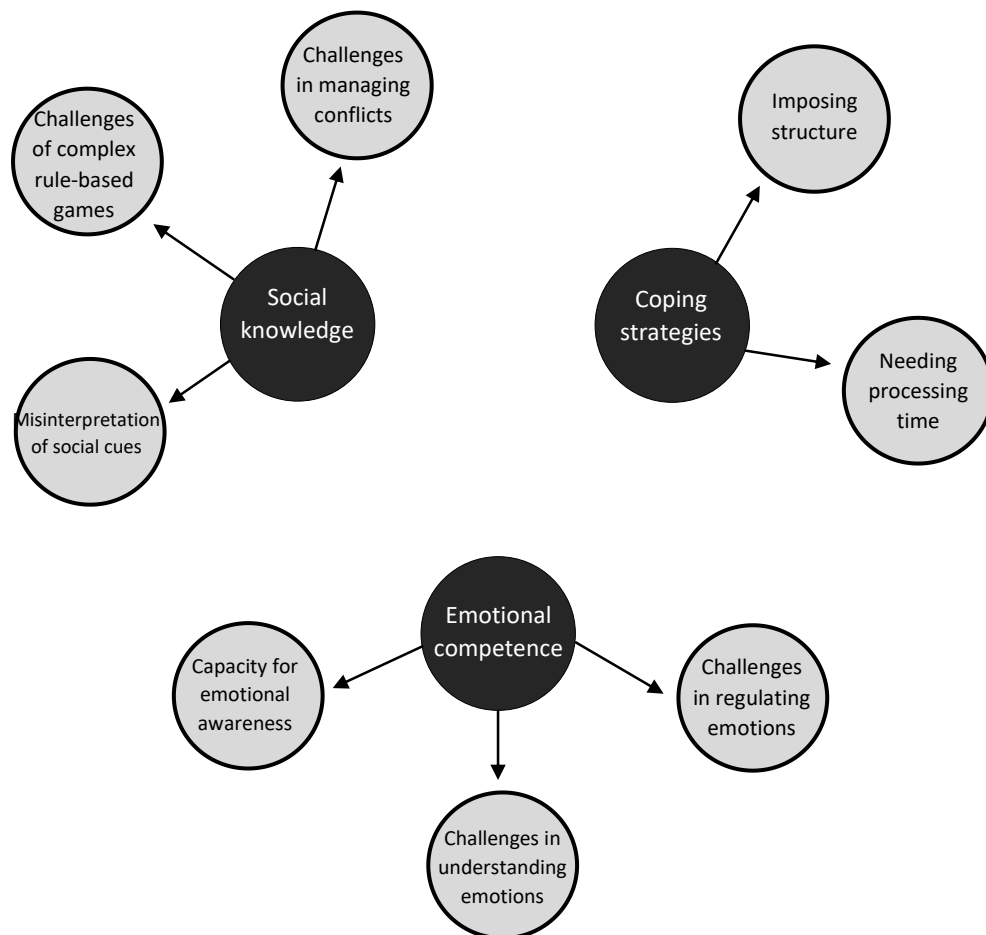 Challenges
in managing
conflicts
Challenges
of complex
rule-based
games
Social
knowledge
Misinterpretation
of social cues
Imposing
structure
Coping
strategies
Needing
processing
time
Emotional
competence
Capacity for
emotional
awareness
Challenges
in regulating
emotions
Challenges in
understanding
emotions